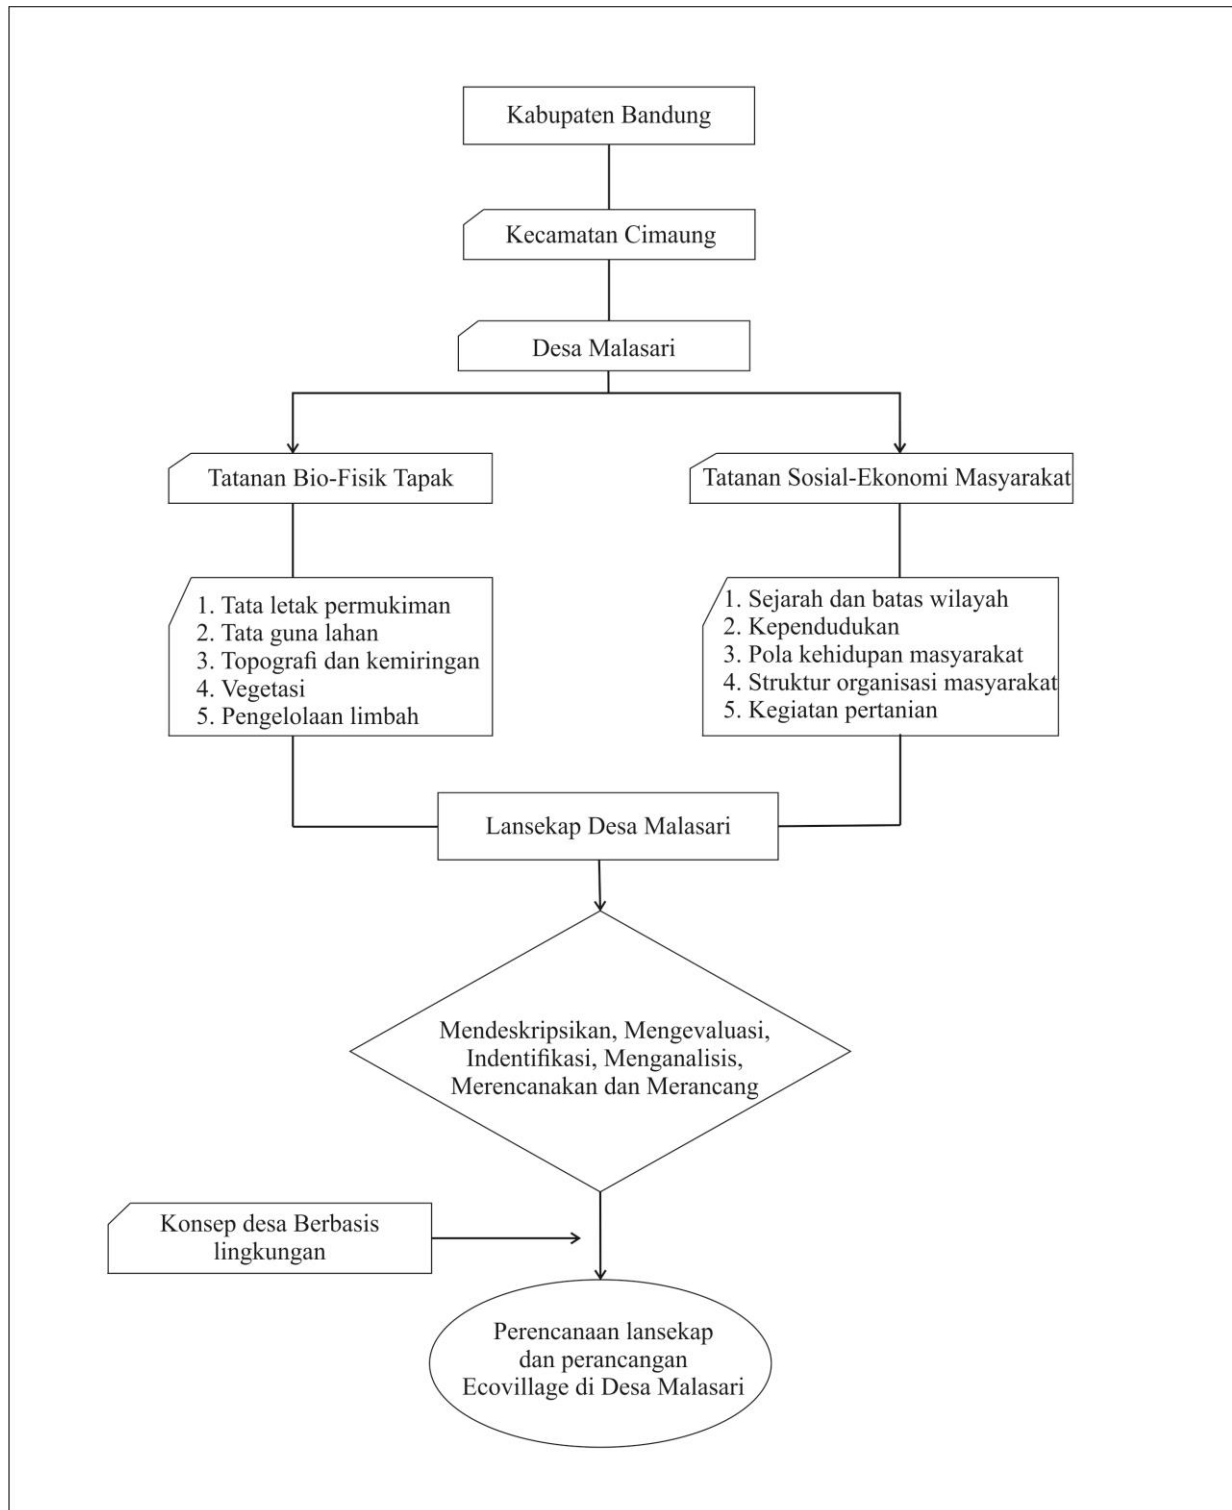 Kabupaten Bandung
Kecamatan Cimaung
Desa Malasari
Tatanan Bio-Fisik Tapak
Tatanan Sosial-Ekonomi Masyarakat
1. Tata letak permukiman
2. Tata guna lahan
3. Topografi dan kemiringan
4. Vegetasi
5. Pengelolaan limbah
1. Sejarah dan batas wilayah
2. Kependudukan
3. Pola kehidupan masyarakat
4. Struktur organisasi masyarakat
5. Kegiatan pertanian
Lansekap Desa Malasari
Mendeskripsikan, Mengevaluasi,
Indentifikasi, Menganalisis,
Merencanakan dan Merancang
Konsep desa Berbasis
lingkungan
Perencanaan lansekap
dan perancangan
Ecovillage di Desa Malasari